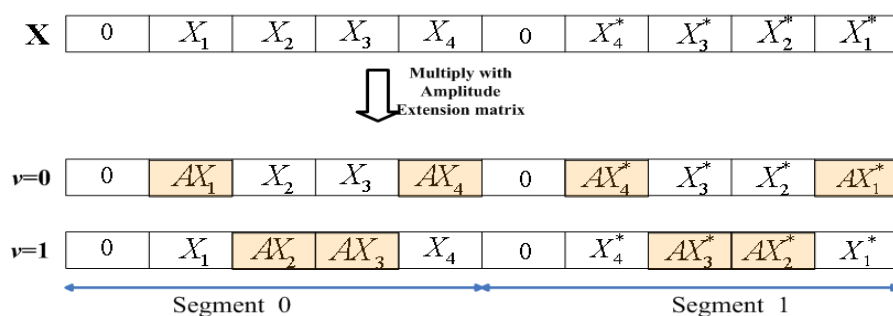 X 0 X₁ X₂ X₃ X₄ 0 X₄* X₃* X₂* X₁*
Multiply with
Amplitude
Extension matrix
v=0 0 AX₁ X₂ X₃ AX₄ 0 AX₄* X₃* X₂* AX₁*
v=1 0 X₁ AX₂ AX₃ X₄ 0 X₄* AX₃* AX₂* X₁*
Segment 0 Segment 1